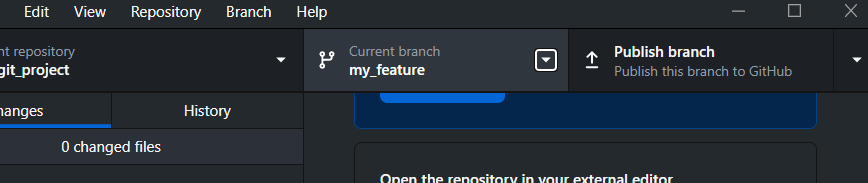 Edit View Repository Branch Help
nt repository
git_project
Current branch
my_feature
Publish branch
Publish this branch to GitHub
hanges
History
0 changed files
Open the repository in your external editor